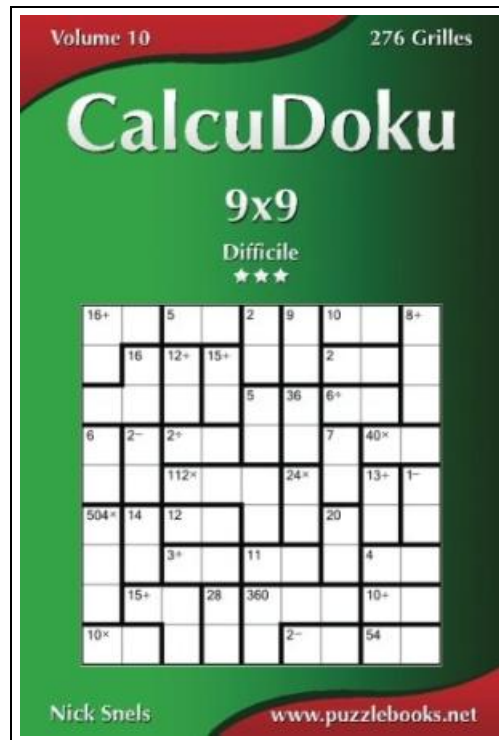 Volume 10
276 Grilles
CalcuDoku
9x9
Difficile
16+ 5 2 9 10 8+
16 12+ 15+ 2
5 36 6+
6 2− 2÷ 7 40×
112× 24× 13+ 1−
504× 14 12 20
3+ 11 4
15+ 28 360 10+
10× 2− 54
Nick Snels
www.puzzlebooks.net